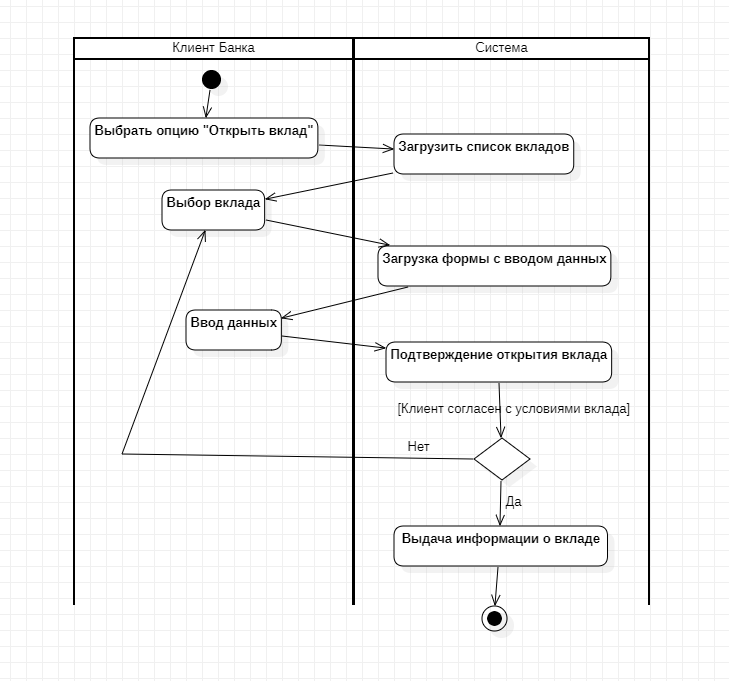 Клиент Банка
Система
Выбрать опцию "Открыть вклад"
Загрузить список вкладов
Выбор вклада
Загрузка формы с вводом данных
Ввод данных
Подтверждение открытия вклада
[Клиент согласен с условиями вклада]
Нет
Да
Выдача информации о вкладе